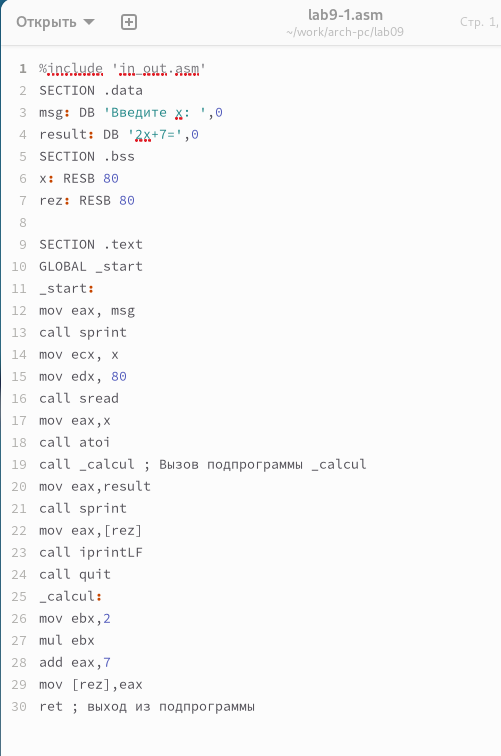 Открыть
lab9-1.asm
~/work/arch-pc/lab09
Стр. 1,
1 %include 'in_out.asm'
2 SECTION .data
3 msg: DB 'Введите x: ',0
4 result: DB '2x+7=',0
5 SECTION .bss
6 x: RESB 80
7 rez: RESB 80
8
9 SECTION .text
10 GLOBAL _start
11 _start:
12 mov eax, msg
13 call sprint
14 mov ecx, x
15 mov edx, 80
16 call sread
17 mov eax,x
18 call atoi
19 call _calcul ; Вызов подпрограммы _calcul
20 mov eax,result
21 call sprint
22 mov eax,[rez]
23 call iprintLF
24 call quit
25 _calcul:
26 mov ebx,2
27 mul ebx
28 add eax,7
29 mov [rez],eax
30 ret ; выход из подпрограммы